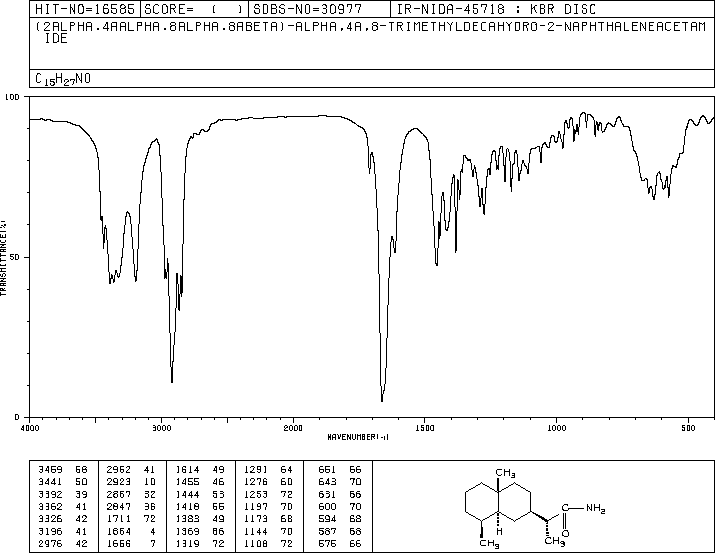 HIT-NO=16585 SCORE= ( ) SDBS-NO=30977 IR-NIDA-45718 : KBR DISC
(2ALPHA.4AALPHA.8ALPHA.8ABETA)-ALPHA,4A,8-TRIMETHYLDECAHYDRO-2-NAPHTHALENEACETAM
IDE
C15H27NO
100
50
0
TRANSMITTANCE(%)
4000 3000 2000 1500 1000 500
WAVENUMBER(-1)
3469 68 2962 41 1614 49 1291 64 661 66
3441 50 2923 10 1455 46 1276 60 643 70
3392 39 2867 32 1444 53 1253 72 631 66
3362 41 2847 36 1418 55 1197 70 600 70
3326 42 1711 72 1383 49 1173 68 594 68
3196 41 1664 4 1369 66 1144 70 587 68
2976 42 1656 7 1319 72 1108 72 576 66
CH3
NH2
H
O
CH3
CH3